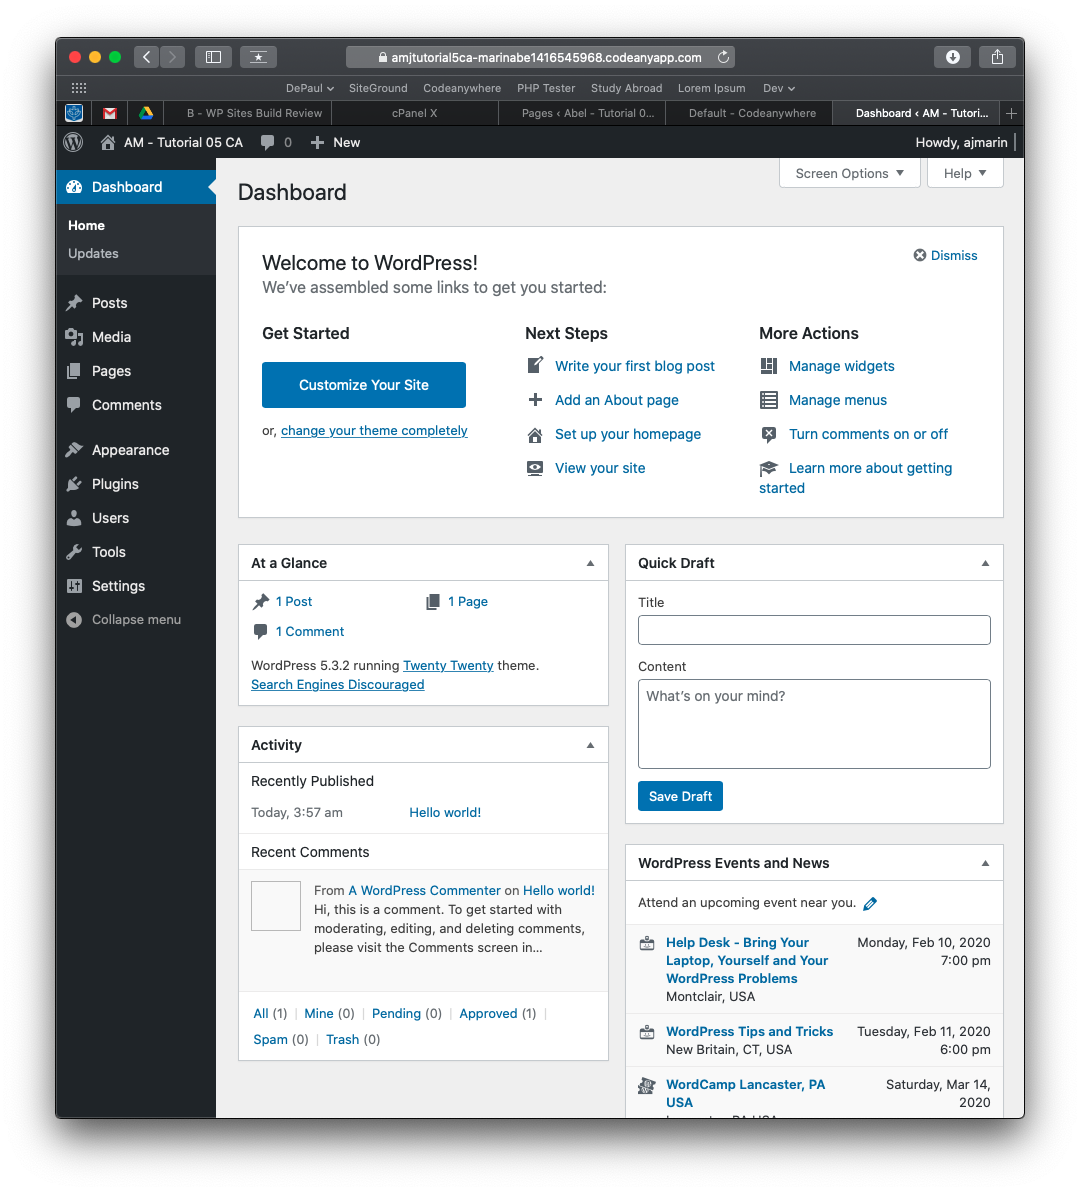 amjtutorial5ca-marinabe1416545968.codeanyapp.com
DePaul SiteGround Codeanywhere PHP Tester Study Abroad Lorem Ipsum Dev
B - WP Sites Build Review cPanel X Pages ‹ Abel - Tutorial 0... Default - Codeanywhere Dashboard ‹ AM - Tutori...
AM - Tutorial 05 CA 0 New Howdy, ajmarin
Dashboard
Home
Updates
Posts
Media
Pages
Comments
Appearance
Plugins
Users
Tools
Settings
Collapse menu
Screen Options Help
Dashboard
Welcome to WordPress!
Dismiss
We've assembled some links to get you started:
Get Started
Customize Your Site
or, change your theme completely
Next Steps
Write your first blog post
Add an About page
Set up your homepage
View your site
More Actions
Manage widgets
Manage menus
Turn comments on or off
Learn more about getting
started
At a Glance
1 Post 1 Page
1 Comment
WordPress 5.3.2 running Twenty Twenty theme.
Search Engines Discouraged
Activity
Recently Published
Today, 3:57 am Hello world!
Recent Comments
From A WordPress Commenter on Hello world!
Hi, this is a comment. To get started with
moderating, editing, and deleting comments,
please visit the Comments screen in...
All (1) | Mine (0) | Pending (0) | Approved (1) |
Spam (0) | Trash (0)
Quick Draft
Title
Content
What's on your mind?
Save Draft
WordPress Events and News
Attend an upcoming event near you.
Help Desk - Bring Your Monday, Feb 10, 2020
Laptop, Yourself and Your 7:00 pm
WordPress Problems
Montclair, USA
WordPress Tips and Tricks Tuesday, Feb 11, 2020
New Britain, CT, USA 6:00 pm
WordCamp Lancaster, PA Saturday, Mar 14,
USA 2020